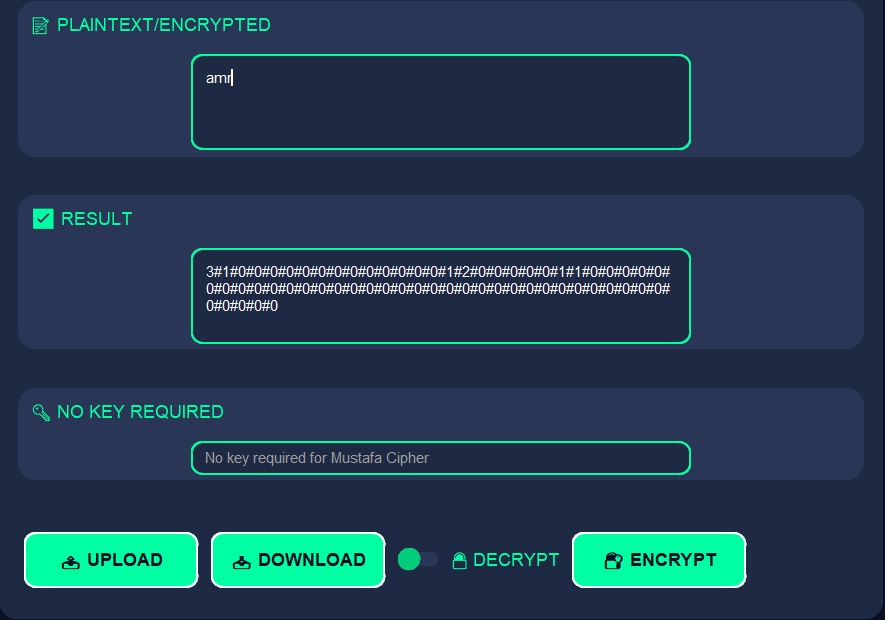 📝 PLAINTEXT/ENCRYPTED
amr
RESULT
3#1#0#0#0#0#0#0#0#0#0#0#0#0#0#1#2#0#0#0#0#0#1#1#0#0#0#0#0#
0#0#0#0#0#0#0#0#0#0#0#0#0#0#0#0#0#0#0#0#0#0#0#0#0#0#0#0#0#
0#0#0#0#0
NO KEY REQUIRED
No key required for Mustafa Cipher
UPLOAD DOWNLOAD DECRYPT ENCRYPT